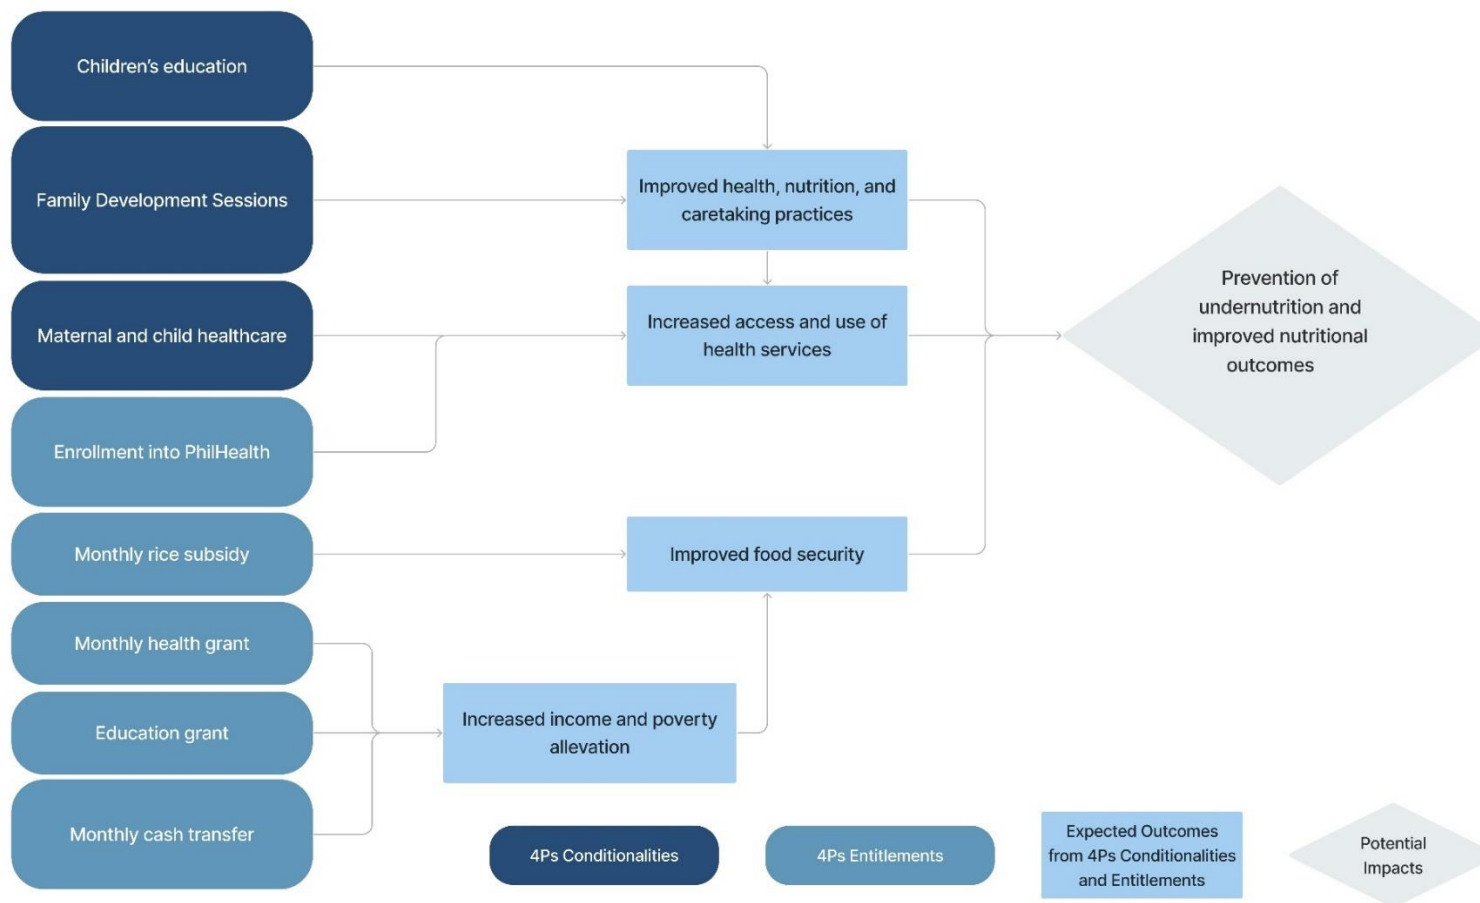 Children's education
Family Development Sessions
Maternal and child healthcare
Enrollment into PhilHealth
Monthly rice subsidy
Monthly health grant
Education grant
Monthly cash transfer
Improved health, nutrition, and
caretaking practices
Increased access and use of
health services
Improved food security
Increased income and poverty
allevation
Prevention of
undernutrition and
improved nutritional
outcomes
4Ps Conditionalities
4Ps Entitlements
Expected Outcomes
from 4Ps Conditionalities
and Entitlements
Potential
Impacts